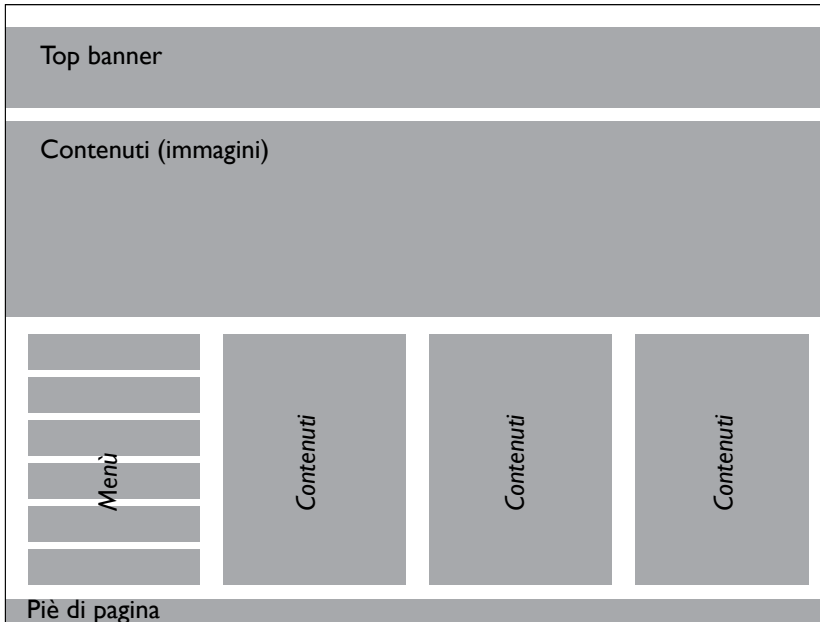 Top banner
Contenuti (immagini)
Menù
Contenuti
Contenuti
Contenuti
Piè di pagina